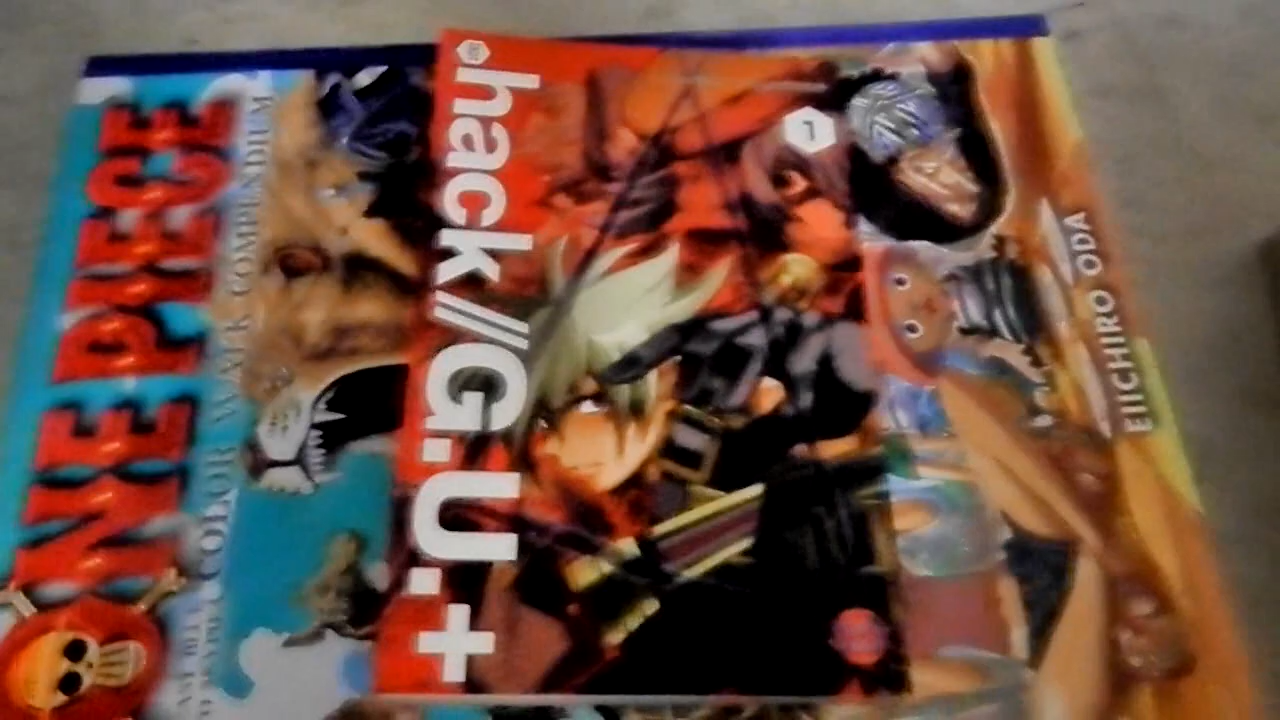 ONE PIECE
COLOR WALK COMPENDIUM
.hack//G.U.+
1
EIICHIRO ODA